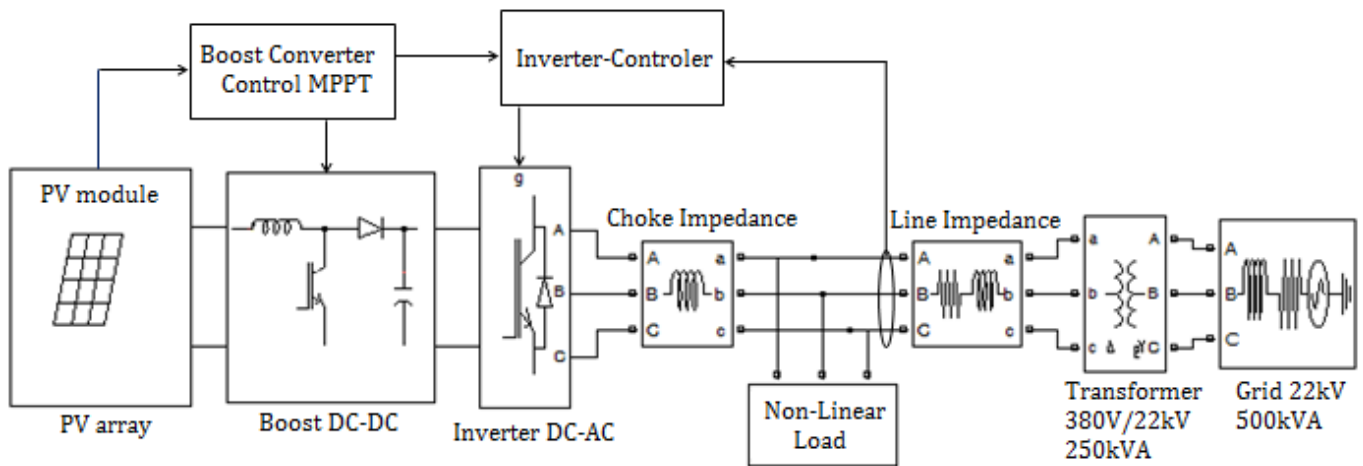 Boost Converter
Control MPPT
Inverter-Controler
PV module
PV array
Boost DC-DC
g
A
B
C
Inverter DC-AC
Choke Impedance
A
B
C
a
b
c
Non-Linear
Load
Line Impedance
A
B
C
a
b
c
a
b
c
A
B
C
Δ
Transformer
380V/22kV
250kVA
A
B
C
Grid 22kV
500kVA